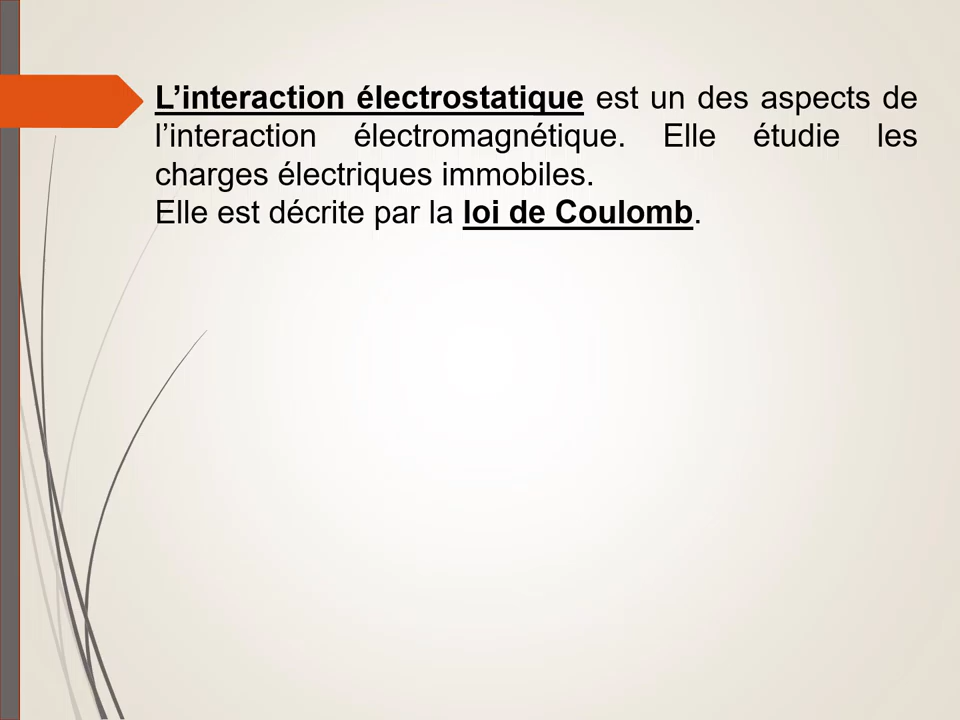 L’interaction électrostatique est un des aspects de
l’interaction électromagnétique. Elle étudie les
charges électriques immobiles.
Elle est décrite par la loi de Coulomb.